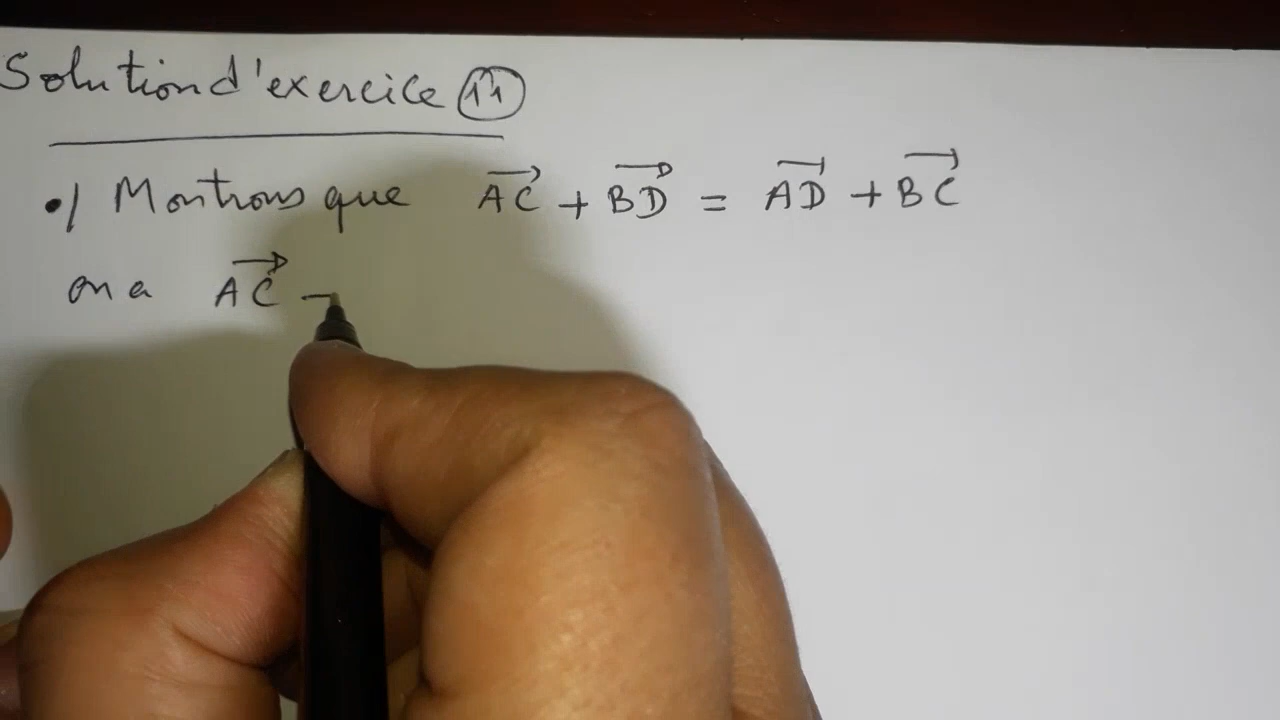 Solution d'exercice 11
•/ Montrons que AC + BD = AD + BC
on a AC